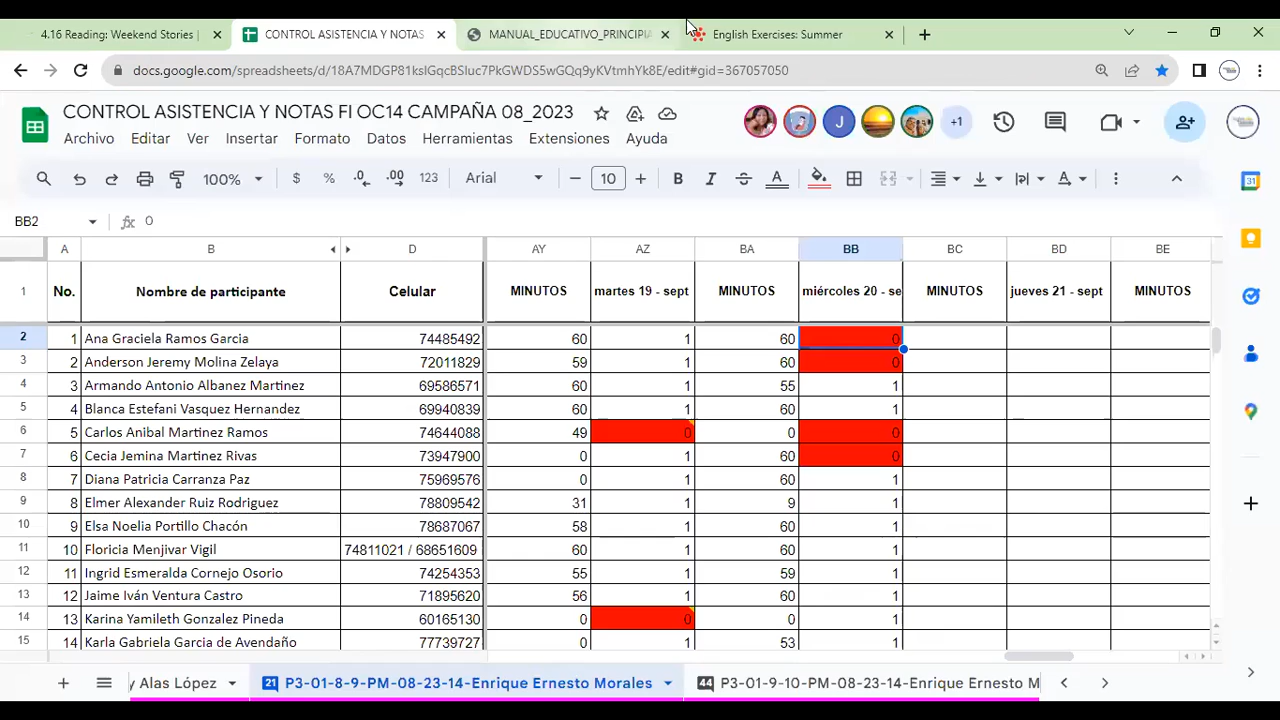 4.16 Reading: Weekend Stories |
CONTROL ASISTENCIA Y NOTAS
MANUAL_EDUCATIVO_PRINCIPIA
English Exercises: Summer
docs.google.com/spreadsheets/d/18A7MDGP81kslGqcBSluc7PkGWDS5wGQq9yKVtmhYk8E/edit#gid=367057050
CONTROL ASISTENCIA Y NOTAS FI OC14 CAMPAÑA 08_2023
J +1
Archivo Editar Ver Insertar Formato Datos Herramientas Extensiones Ayuda
100% $ % .0 .00 123 Arial 10 B I A
BB2 fx 0
A B D AY AZ BA BB BC BD BE
1 No. Nombre de participante Celular MINUTOS martes 19 - sept MINUTOS miércoles 20 - se MINUTOS jueves 21 - sept MINUTOS
2 1 Ana Graciela Ramos Garcia 74485492 60 1 60 0
3 2 Anderson Jeremy Molina Zelaya 72011829 59 1 60 0
4 3 Armando Antonio Albanez Martinez 69586571 60 1 55 1
5 4 Blanca Estefani Vasquez Hernandez 69940839 60 1 60 1
6 5 Carlos Anibal Martinez Ramos 74644088 49 0 0 0
7 6 Cecia Jemina Martinez Rivas 73947900 0 1 60 0
8 7 Diana Patricia Carranza Paz 75969576 0 1 60 1
9 8 Elmer Alexander Ruiz Rodriguez 78809542 31 1 9 1
10 9 Elsa Noelia Portillo Chacón 78687067 58 1 60 1
11 10 Floricia Menjivar Vigil 74811021 / 68651609 60 1 60 1
12 11 Ingrid Esmeralda Cornejo Osorio 74254353 55 1 59 1
13 12 Jaime Iván Ventura Castro 71895620 56 1 60 1
14 13 Karina Yamileth Gonzalez Pineda 60165130 0 0 0 1
15 14 Karla Gabriela Garcia de Avendaño 77739727 0 1 53 1
y Alas López 21 P3-01-8-9-PM-08-23-14-Enrique Ernesto Morales 44 P3-01-9-10-PM-08-23-14-Enrique Ernesto M
31